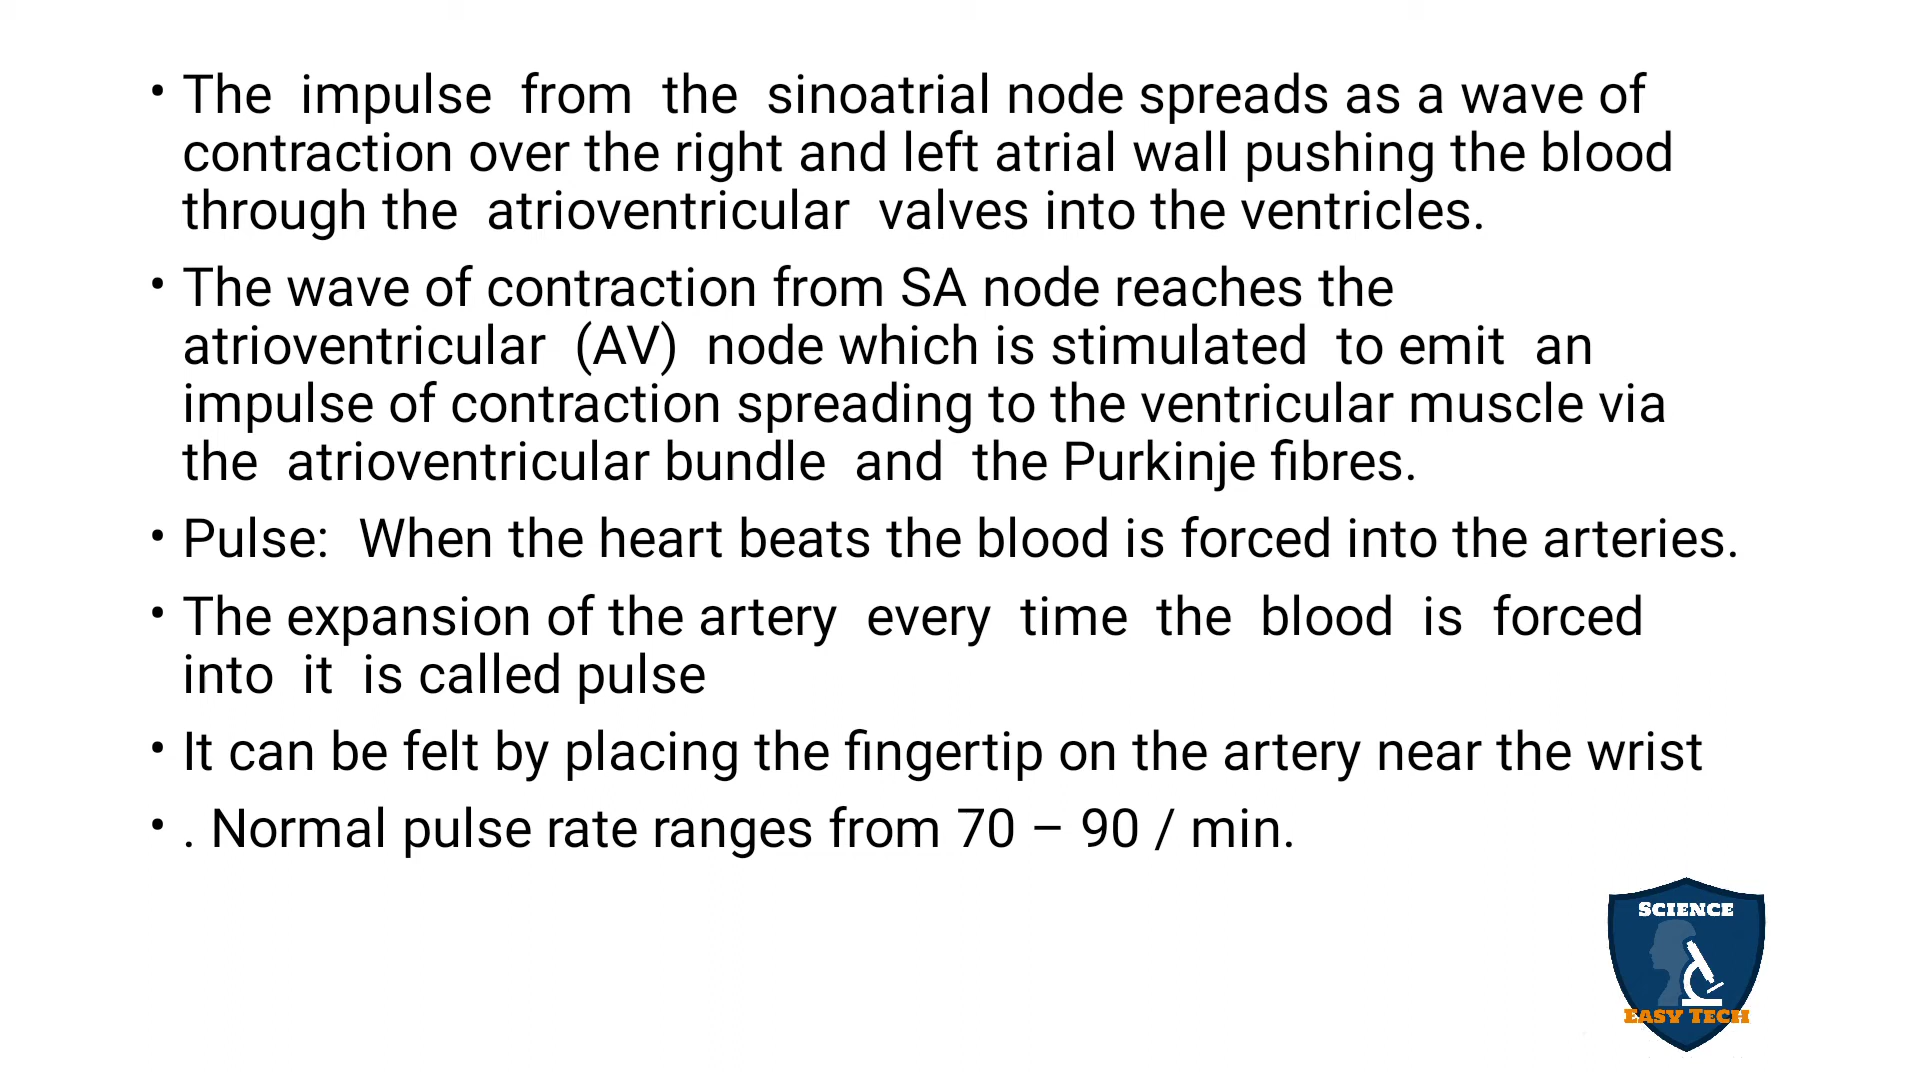 • The impulse from the sinoatrial node spreads as a wave of
contraction over the right and left atrial wall pushing the blood
through the atrioventricular valves into the ventricles.
• The wave of contraction from SA node reaches the
atrioventricular (AV) node which is stimulated to emit an
impulse of contraction spreading to the ventricular muscle via
the atrioventricular bundle and the Purkinje fibres.
• Pulse: When the heart beats the blood is forced into the arteries.
• The expansion of the artery every time the blood is forced
into it is called pulse
• It can be felt by placing the fingertip on the artery near the wrist
• . Normal pulse rate ranges from 70 – 90 / min.
SCIENCE
EASY TECH